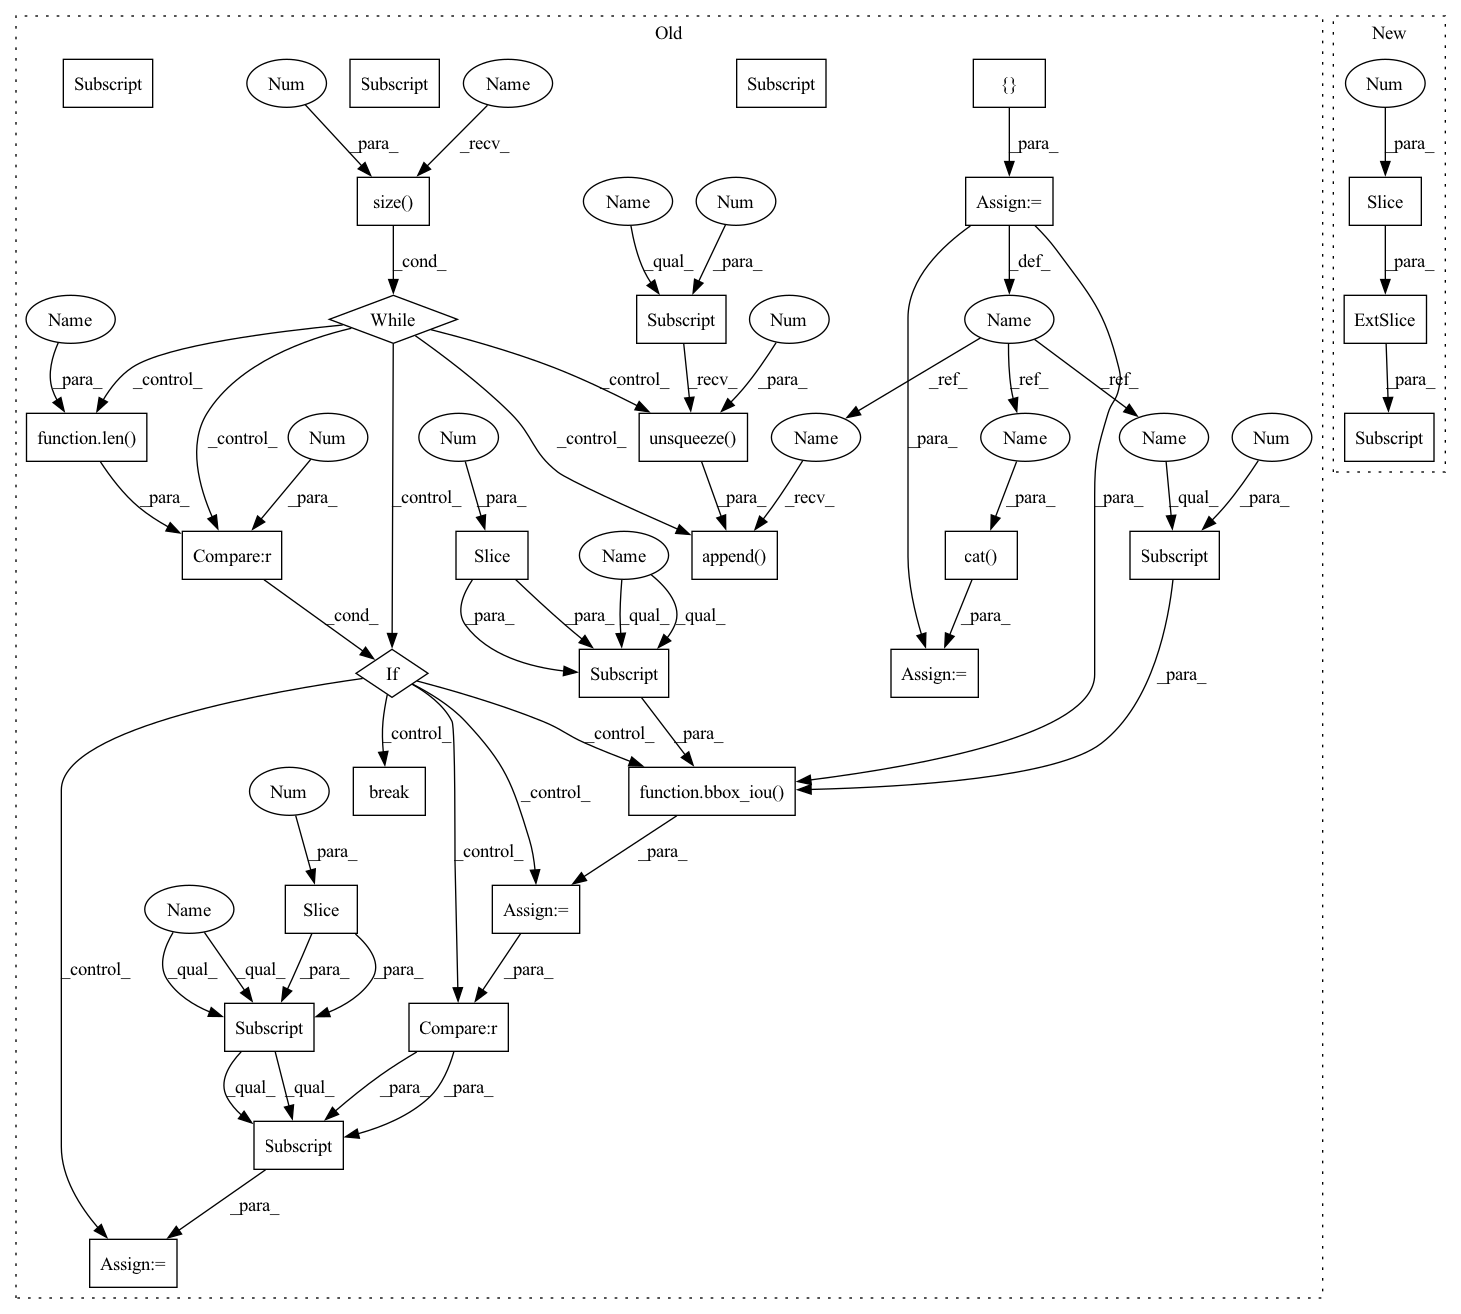 Old
New
Subscript
Num
Subscript
Name
Subscript
{}
Num
_para_
_recv_
_para_
_para_
size()
Name
Num
Assign:=
Slice
_cond_
_qual_
_para_
_def_
_para_
Name
While
Subscript
Num
Name
ExtSlice
_para_
_control_
_control_
_recv_
_para_
_ref_
_ref_
_ref_
_para_
function.len()
_control_
Num
Num
_control_
unsqueeze()
Name
_para_
Name
Name
Num
Subscript
_para_
_para_
_control_
_para_
_para_
_recv_
_para_
_para_
_qual_
_para_
Compare:r
Slice
Name
append()
cat()
Subscript
_cond_
_para_
_para_
_qual_
_qual_
_para_
If
Subscript
Assign:=
_para_
_control_
_para_
_control_
Num
break
_control_
function.bbox_iou()
_para_
_control_
_para_
Name
Slice
Assign:=
_control_
_qual_
_qual_
_para_
_para_
_para_
Subscript
Compare:r
_qual_
_qual_
_para_
_para_
Subscript
_para_
Assign:=